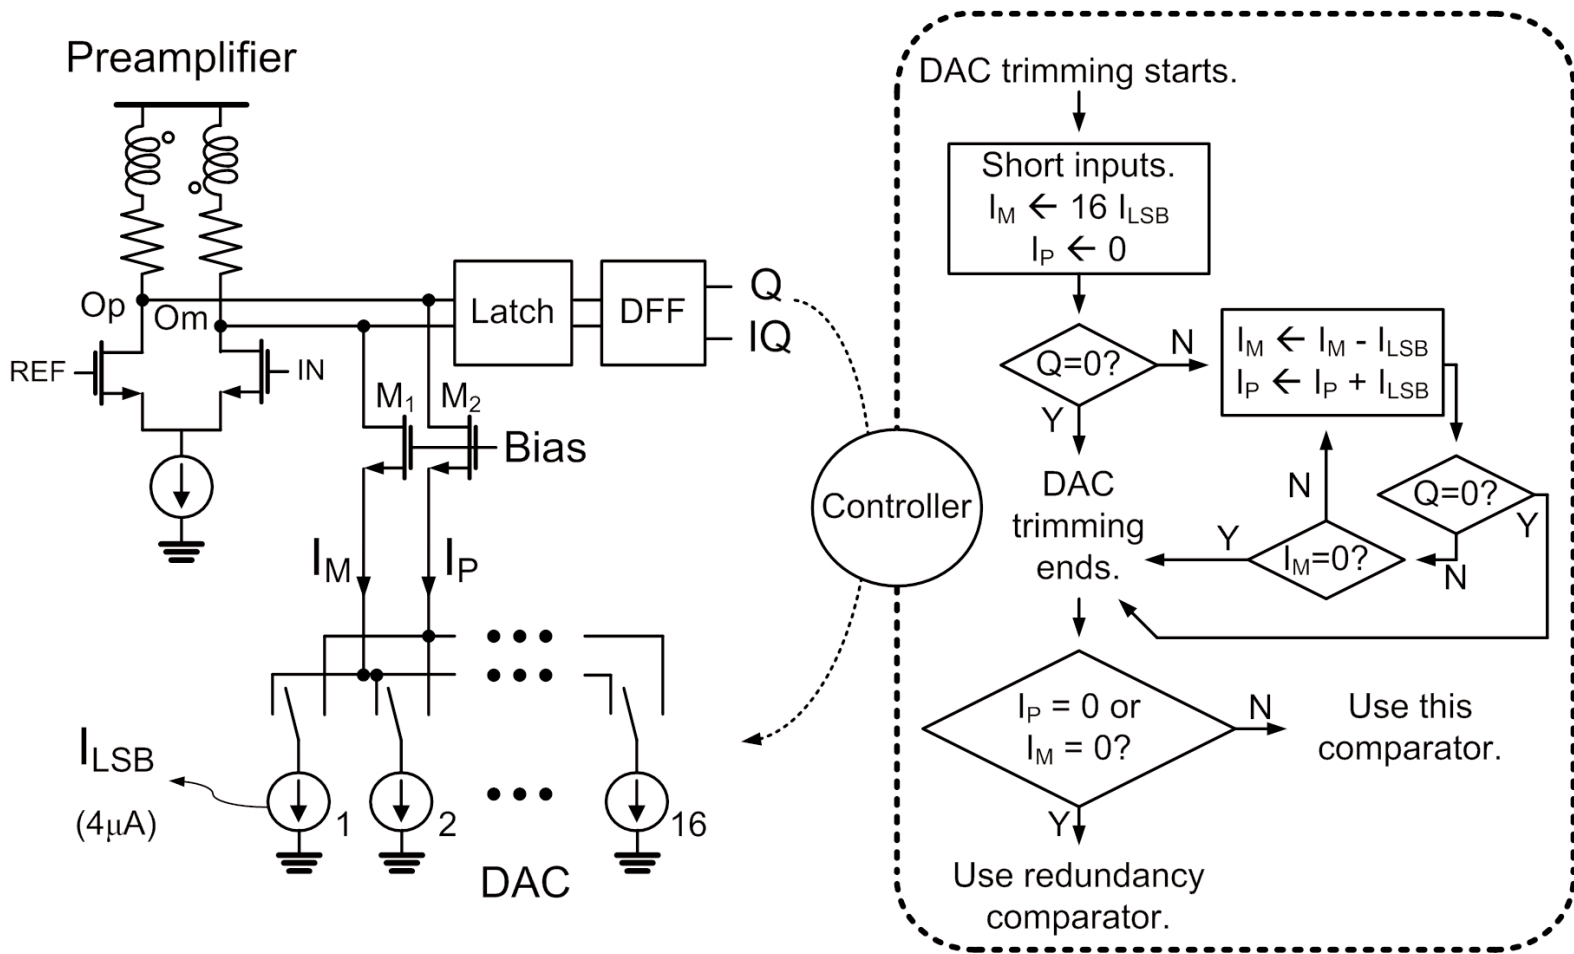 Preamplifier
Op
Om
REF
IN
Latch
DFF
Q
IQ
M1
M2
Bias
IM
IP
ILSB
(4μA)
1
2
16
DAC
Controller
DAC trimming starts.
Short inputs.
IM ← 16 ILSB
IP ← 0
Q=0?
N
Y
IM ← IM - ILSB
IP ← IP + ILSB
Q=0?
Y
N
IM=0?
N
Y
DAC
trimming
ends.
IP = 0 or
IM = 0?
N
Use this
comparator.
Y
Use redundancy
comparator.